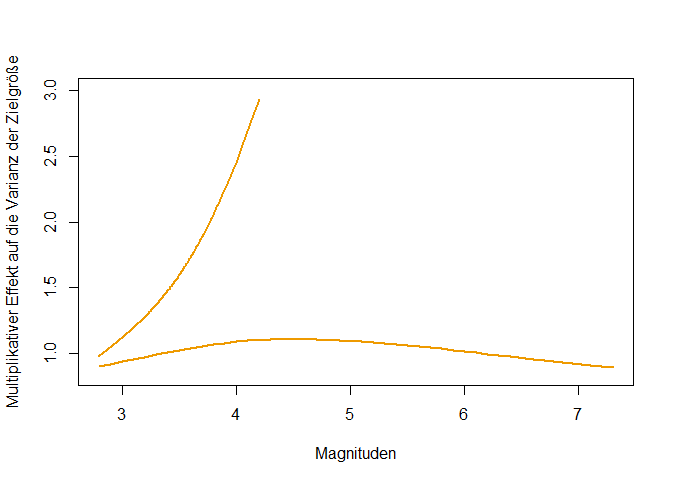 Multiplikativer Effekt auf die Varianz der Zielgröße
3.0
2.5
2.0
1.5
1.0
3 4 5 6 7
Magnituden